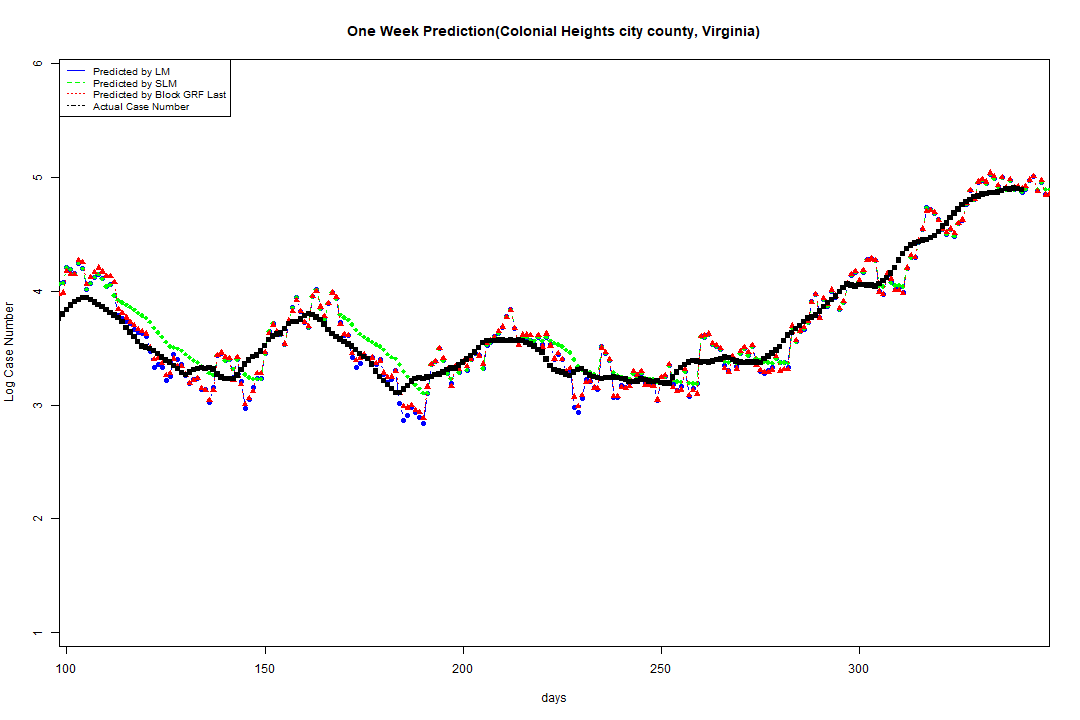 One Week Prediction(Colonial Heights city county, Virginia)
Predicted by LM
Predicted by SLM
Predicted by Block GRF Last
Actual Case Number
6
5
4
3
2
1
Log Case Number
100 150 200 250 300
days